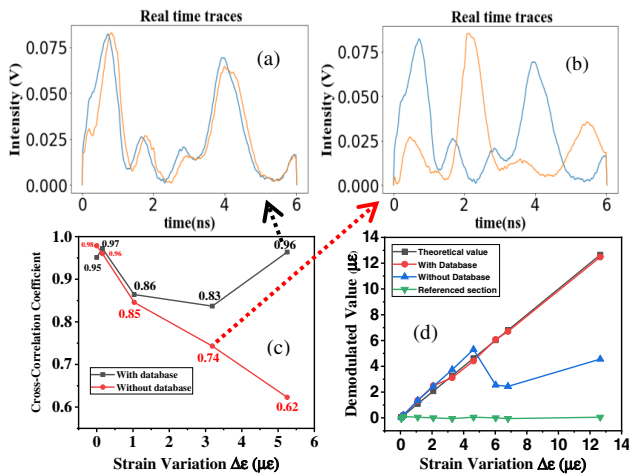 Real time traces
(a)
Intensity (V)
0.075
0.050
0.025
0.000
0 2 4 6
time(ns)
Real time traces
(b)
Intensity (V)
0.075
0.050
0.025
0.000
0 2 4 6
time(ns)
Cross-Correlation Coefficient
1.0
0.9
0.8
0.7
0.6
0.98
0.97
0.96
0.95
0.86
0.85
0.83
0.74
0.96
0.62
(c)
With database
Without database
0 1 2 3 4 5 6
Strain Variation Δε (με)
Demodulated Value (με)
14
12
10
8
6
4
2
0
-2
Theoretical value
With Database
Without Database
Referenced section
(d)
0 2 4 6 8 10 12 14
Strain Variation Δε (με)